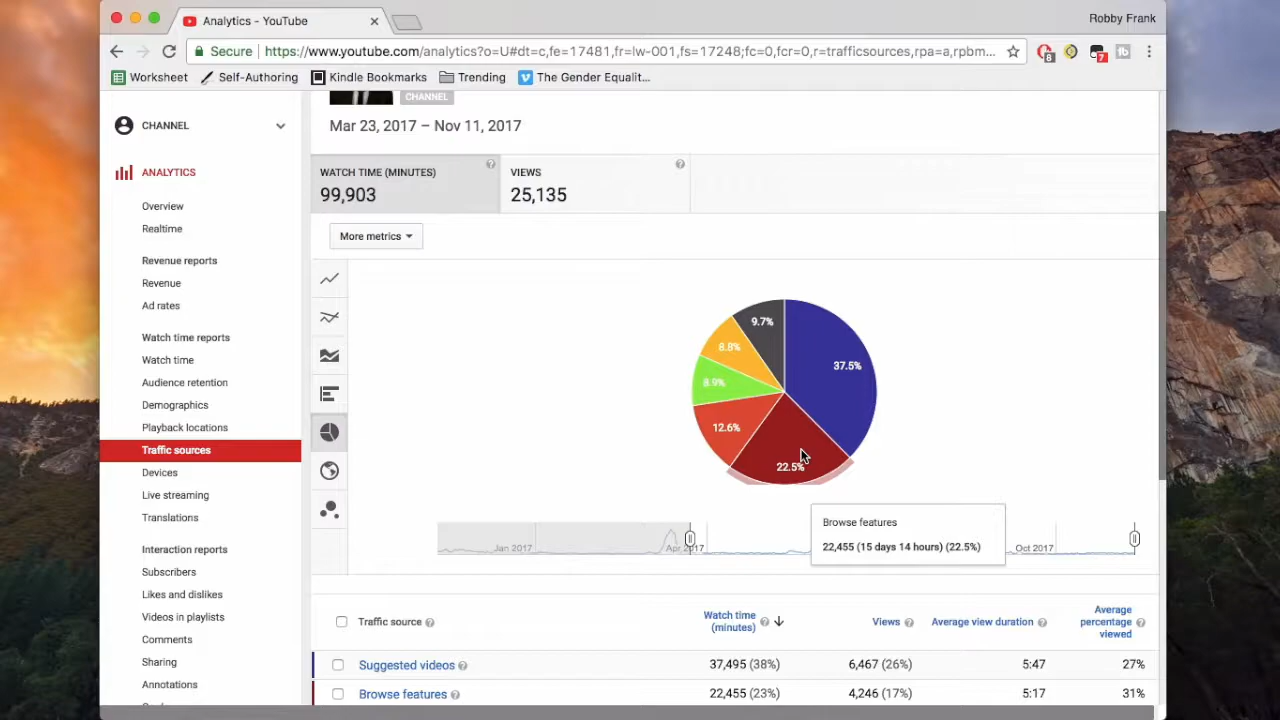 Analytics - YouTube
Robby Frank
Secure https://www.youtube.com/analytics?o=U#dt=c,fe=17481,fr=lw-001,fs=17248;fc=0,fcr=0,r=trafficsources,rpa=a,rpbm...
8
7
fb
Worksheet Self-Authoring Kindle Bookmarks Trending The Gender Equalit...
CHANNEL
CHANNEL
Mar 23, 2017 – Nov 11, 2017
ANALYTICS
Overview
Realtime
Revenue reports
Revenue
Ad rates
Watch time reports
Watch time
Audience retention
Demographics
Playback locations
Traffic sources
Devices
Live streaming
Translations
Interaction reports
Subscribers
Likes and dislikes
Videos in playlists
Comments
Sharing
Annotations
WATCH TIME (MINUTES)
99,903
VIEWS
25,135
More metrics
9.7%
8.8%
37.5%
8.9%
12.6%
22.5%
Browse features
22,455 (15 days 14 hours) (22.5%)
Jan 2017 Apr 2017 Oct 2017
Traffic source Watch time (minutes) Views Average view duration Average percentage viewed
Suggested videos 37,495 (38%) 6,467 (26%) 5:47 27%
Browse features 22,455 (23%) 4,246 (17%) 5:17 31%